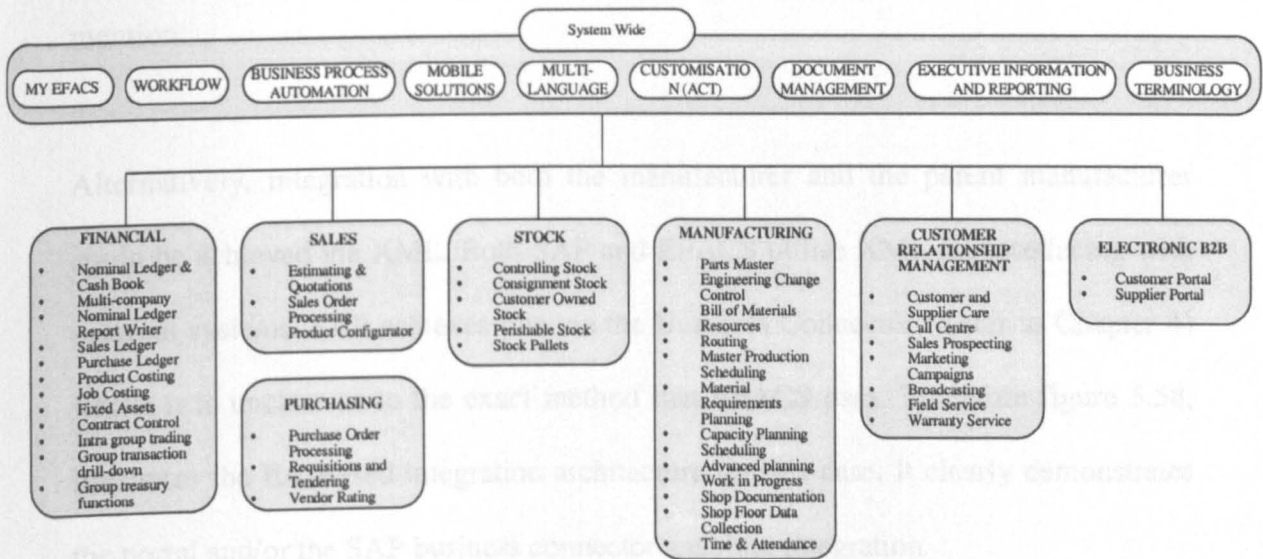 System Wide
MY EFACS
WORKFLOW
BUSINESS PROCESS
AUTOMATION
MOBILE
SOLUTIONS
MULTI-
LANGUAGE
CUSTOMISATIO
N (ACT)
DOCUMENT
MANAGEMENT
EXECUTIVE INFORMATION
AND REPORTING
BUSINESS
TERMINOLOGY
FINANCIAL
• Nominal Ledger &
• Cash Book
• Multi-company
• Nominal Ledger
• Report Writer
• Sales Ledger
• Purchase Ledger
• Product Costing
• Job Costing
• Fixed Assets
• Contract Control
• Intra group trading
• Group transaction
drill-down
• Group treasury
functions
SALES
• Estimating &
Quotations
• Sales Order
Processing
• Product Configurator
PURCHASING
• Purchase Order
Processing
• Requisitions and
Tendering
• Vendor Rating
STOCK
• Controlling Stock
• Consignment Stock
• Customer Owned
Stock
• Perishable Stock
• Stock Pallets
MANUFACTURING
• Parts Master
• Engineering Change
Control
• Bill of Materials
• Resources
• Routing
• Master Production
Scheduling
• Material
Requirements
Planning
• Capacity Planning
Scheduling
• Advanced planning
• Work in Progress
• Shop Documentation
• Shop Floor Data
Collection
• Time & Attendance
CUSTOMER
RELATIONSHIP
MANAGEMENT
• Customer and
Supplier Care
• Call Centre
• Sales Prospecting
• Marketing
Campaigns
• Broadcasting
• Field Service
• Warranty Service
ELECTRONIC B2B
• Customer Portal
• Supplier Portal
Alternatively, integration with both the manufacturer and the
the exact method
figure 5.58,
the
integration architecture
case, it clearly demonstrates
the portal and/or the SAP business connector
integration.